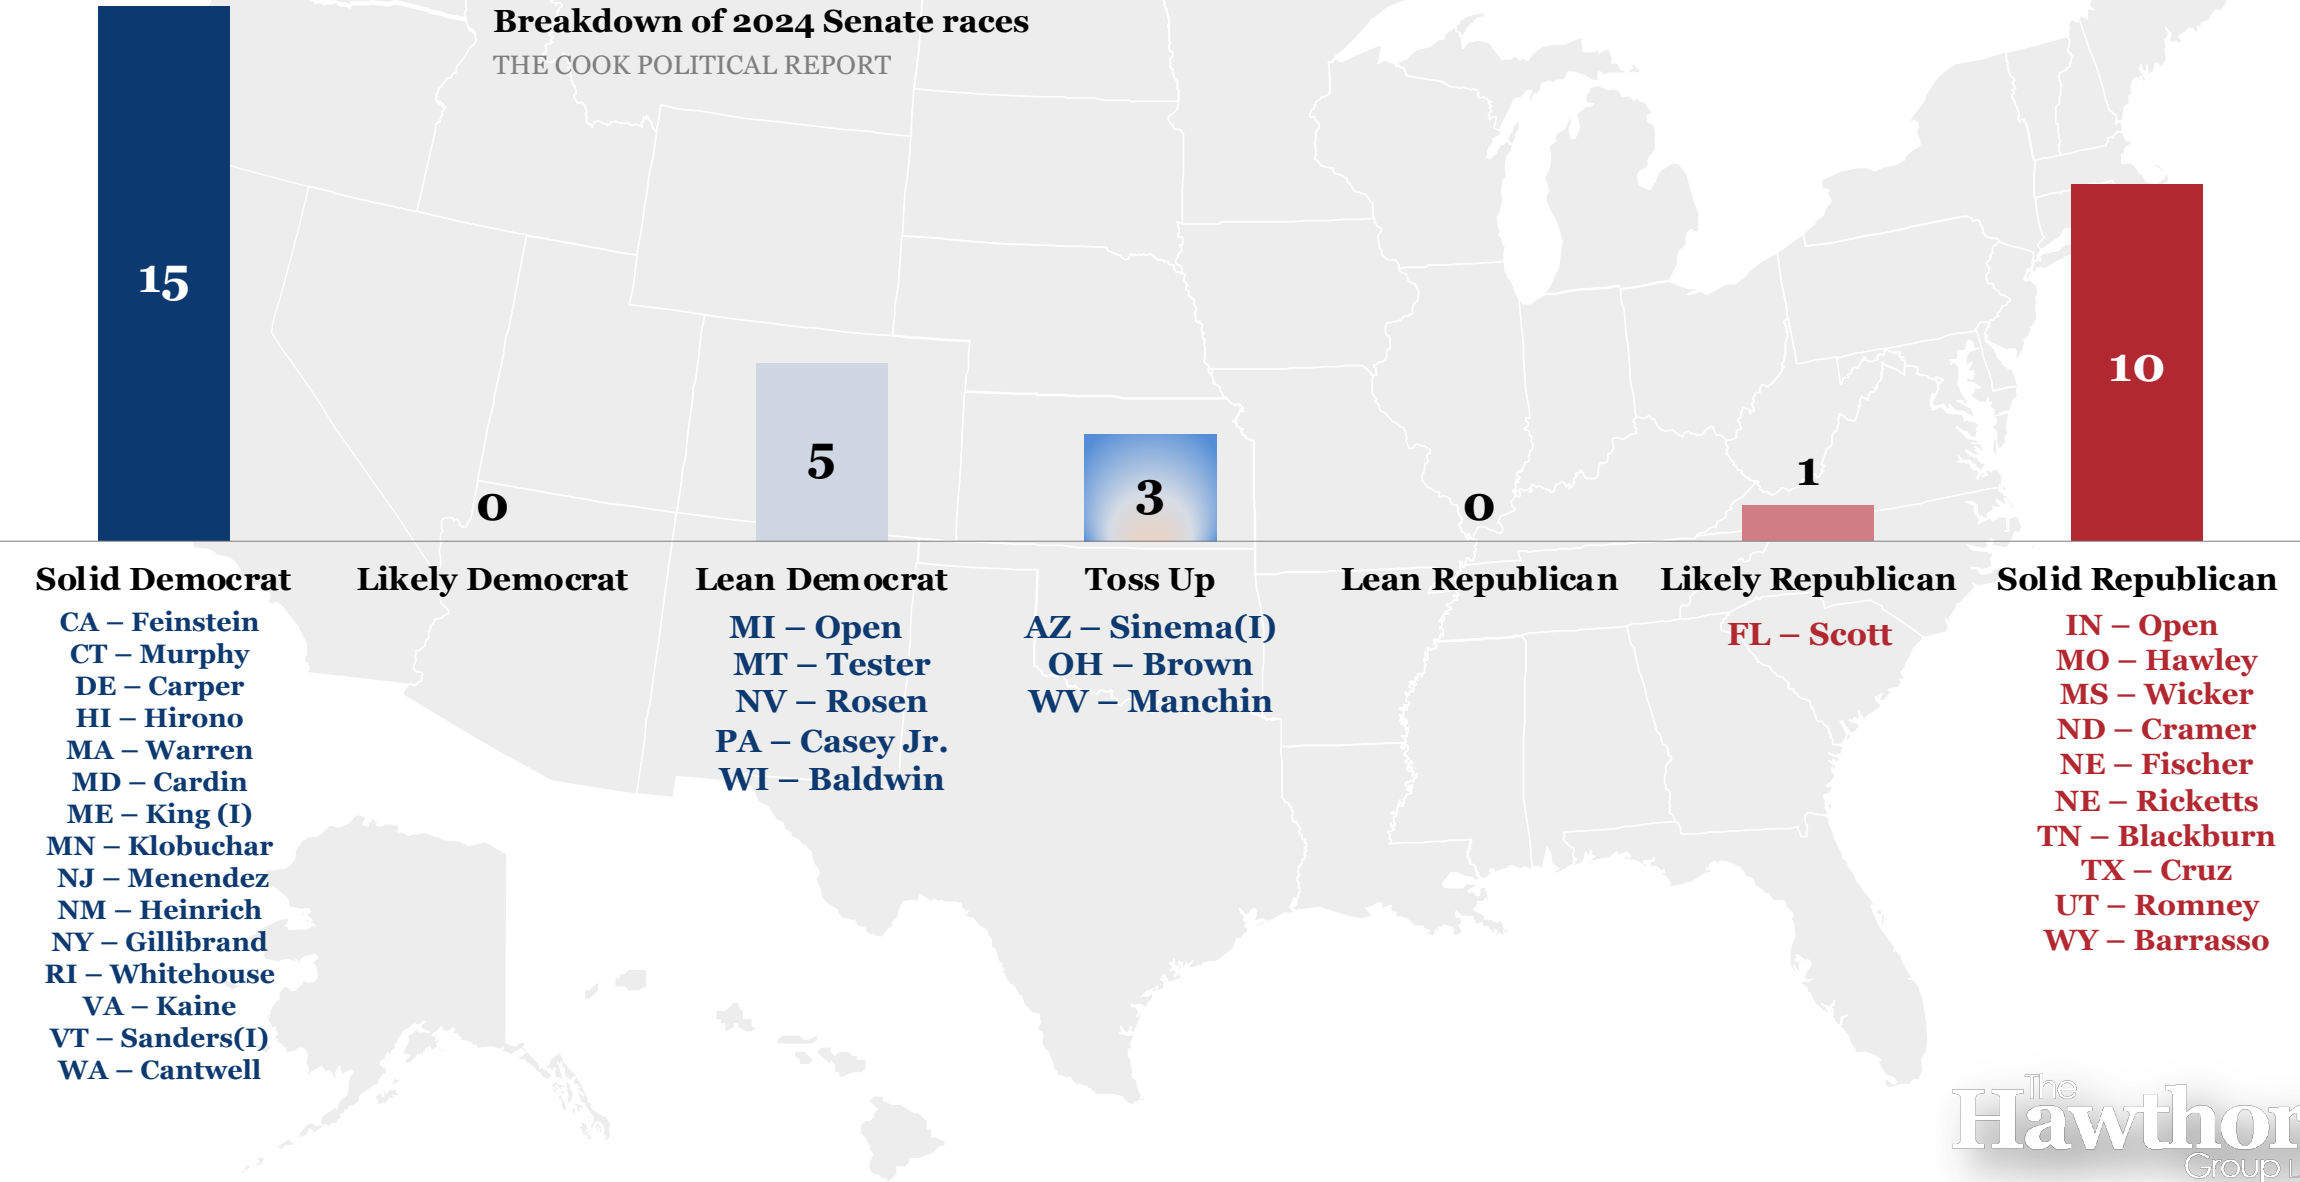 Breakdown of 2024 Senate races
THE COOK POLITICAL REPORT
15
0
5
3
0
1
10
Solid Democrat
CA – Feinstein
CT – Murphy
DE – Carper
HI – Hirono
MA – Warren
MD – Cardin
ME – King (I)
MN – Klobuchar
NJ – Menendez
NM – Heinrich
NY – Gillibrand
RI – Whitehouse
VA – Kaine
VT – Sanders(I)
WA – Cantwell
Likely Democrat
Lean Democrat
MI – Open
MT – Tester
NV – Rosen
PA – Casey Jr.
WI – Baldwin
Toss Up
AZ – Sinema(I)
OH – Brown
WV – Manchin
Lean Republican
Likely Republican
FL – Scott
Solid Republican
IN – Open
MO – Hawley
MS – Wicker
ND – Cramer
NE – Fischer
NE – Ricketts
TN – Blackburn
TX – Cruz
UT – Romney
WY – Barrasso
The
Hawthor
Group L